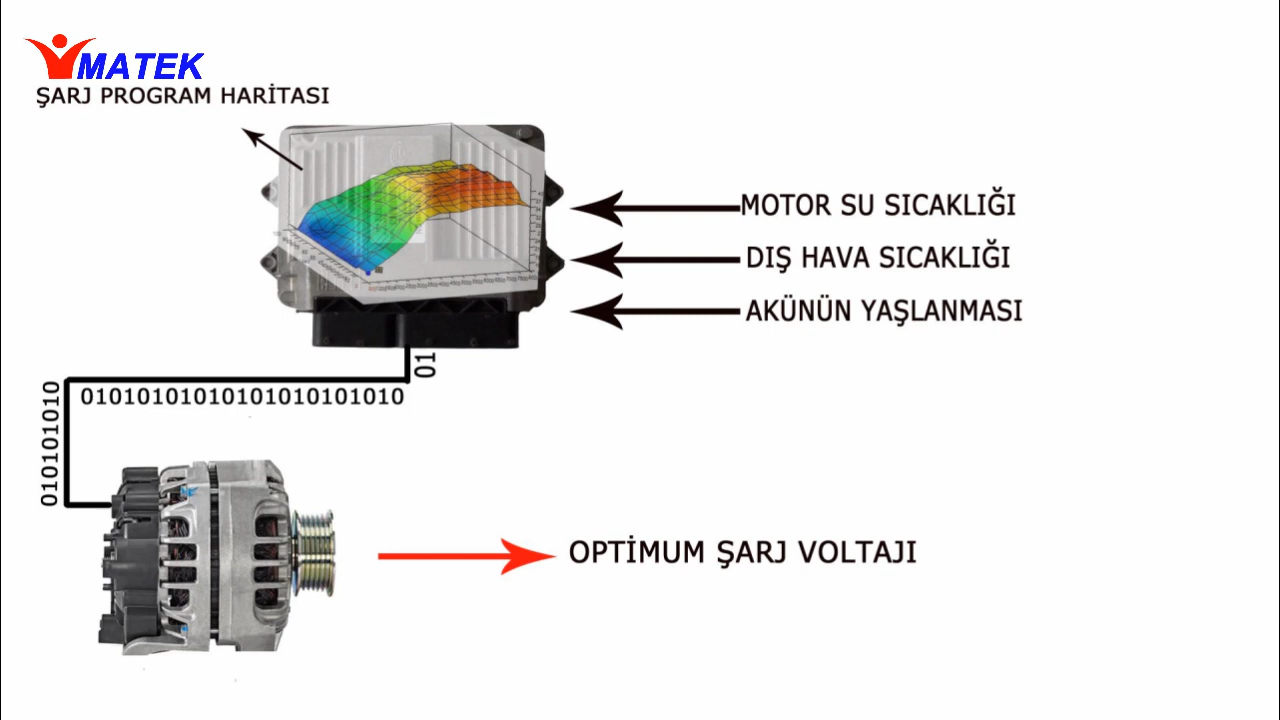 MATEK
ŞARJ PROGRAM HARİTASI
MOTOR SU SICAKLIĞI
DIŞ HAVA SICAKLIĞI
AKÜNÜN YAŞLANMASI
01
01010101010101010101010
010101010
OPTİMUM ŞARJ VOLTAJI